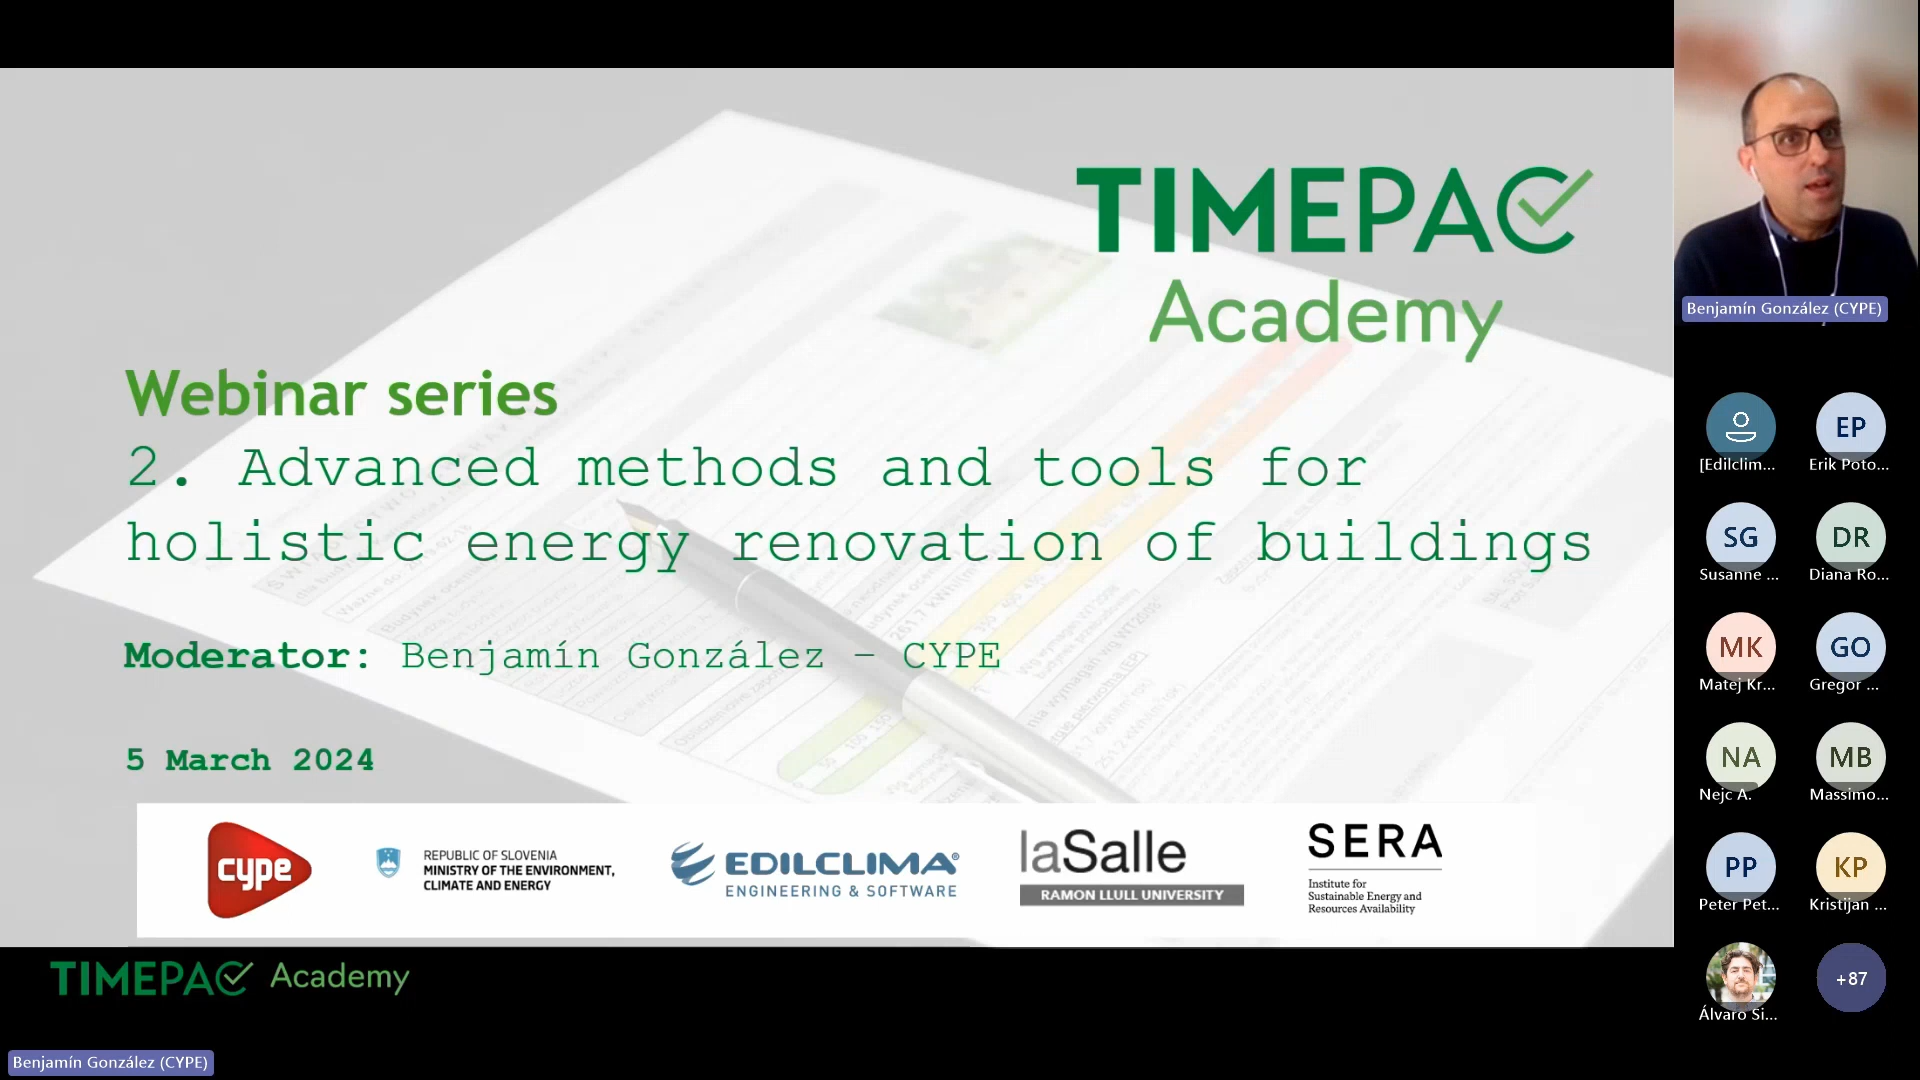 TIMEPAC
Academy
Webinar series
2. Advanced methods and tools for
holistic energy renovation of buildings
Moderator: Benjamín González – CYPE
5 March 2024
cype
REPUBLIC OF SLOVENIA
MINISTRY OF THE ENVIRONMENT,
CLIMATE AND ENERGY
EDILCLIMA®
ENGINEERING & SOFTWARE
laSalle
RAMON LLULL UNIVERSITY
SERA
Institute for
Sustainable Energy and
Resources Availability
TIMEPAC Academy
Benjamín González (CYPE)
Benjamín González (CYPE)
[Edilclim...
EP
Erik Poto...
SG
Susanne ...
DR
Diana Ro...
MK
Matej Kr...
GO
Gregor ...
NA
Nejc A.
MB
Massimo...
PP
Peter Pet...
KP
Kristijan ...
Álvaro Si...
+87